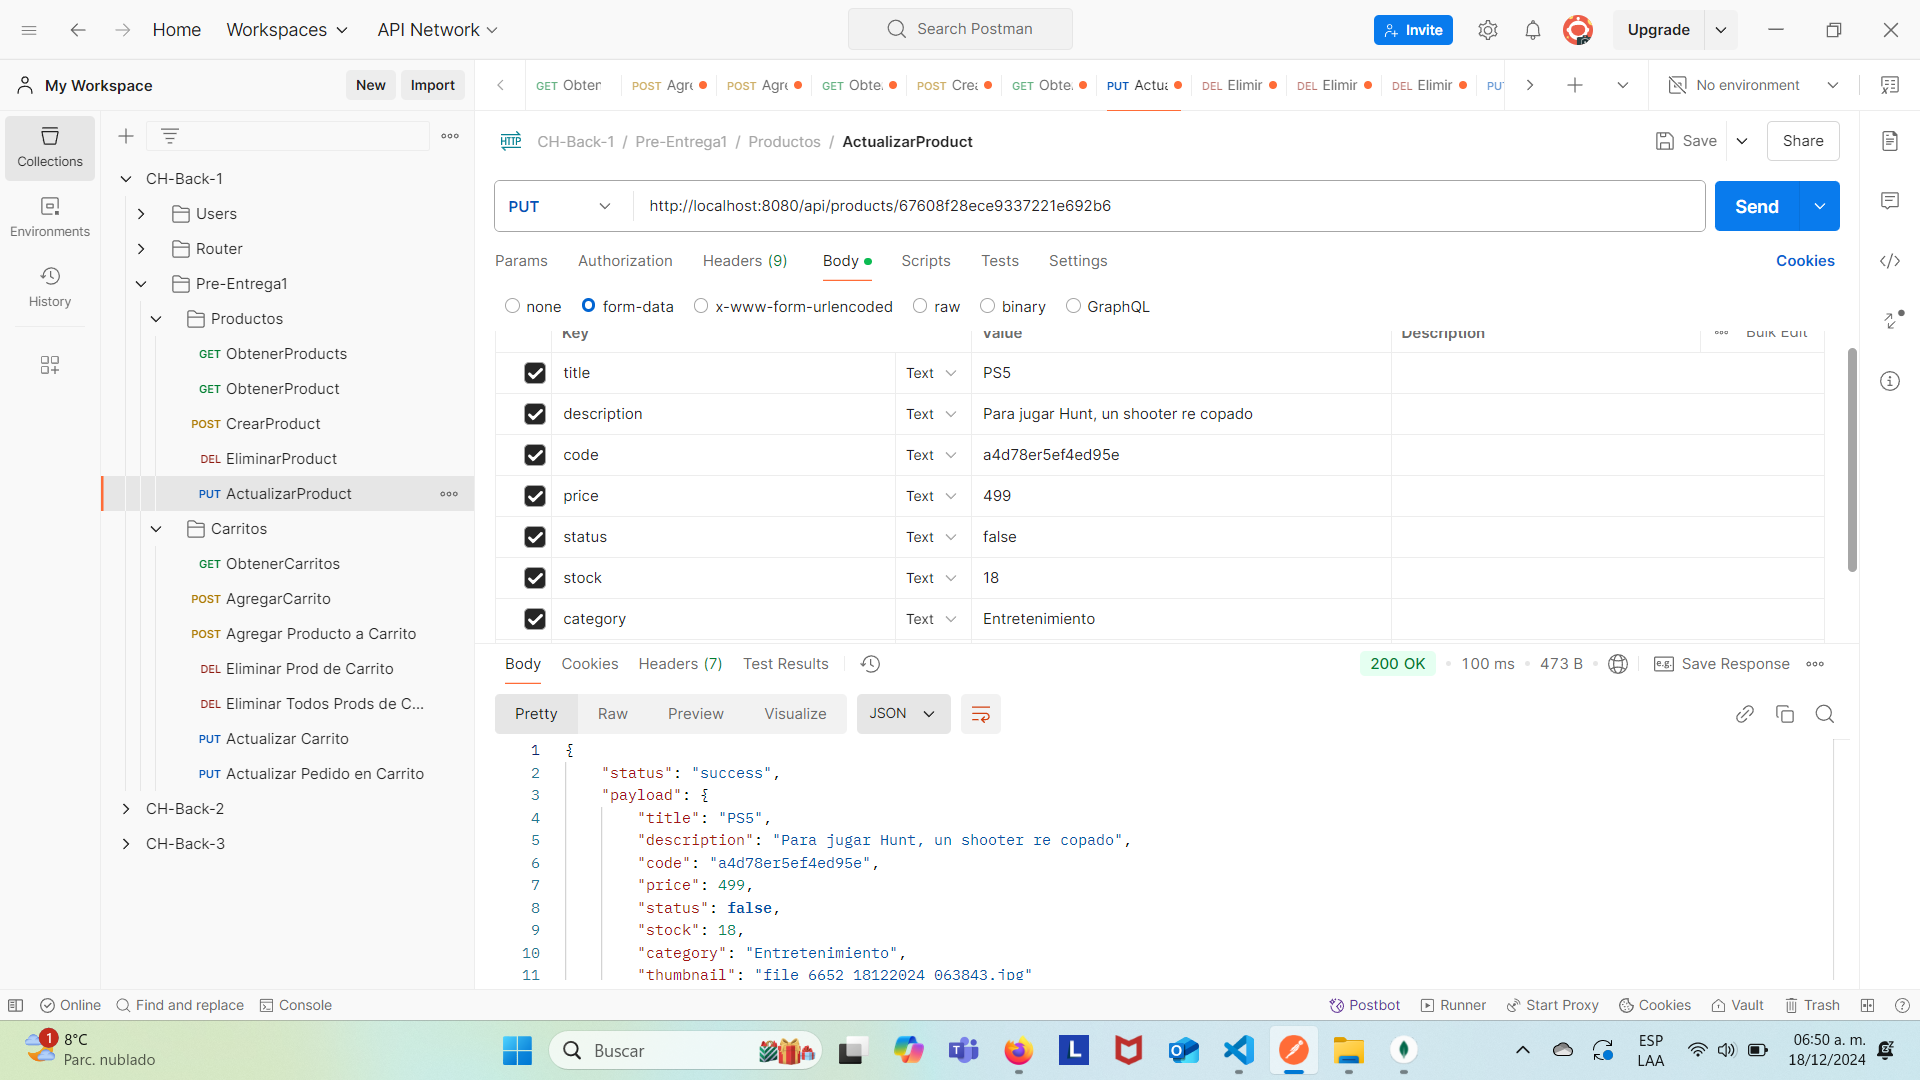 Home Workspaces API Network Search Postman Invite Upgrade
My Workspace New Import GET Obten POST Agre POST Agre GET Obte. POST Crea GET Obte. PUT Actua DEL Elimir DEL Elimir DEL Elimir PU No environment
Collections
Environments
History
CH-Back-1
Users
Router
Pre-Entrega1
Productos
GET ObtenerProducts
GET ObtenerProduct
POST CrearProduct
DEL EliminarProduct
PUT ActualizarProduct
Carritos
GET ObtenerCarritos
POST AgregarCarrito
POST Agregar Producto a Carrito
DEL Eliminar Prod de Carrito
DEL Eliminar Todos Prods de C...
PUT Actualizar Carrito
PUT Actualizar Pedido en Carrito
CH-Back-2
CH-Back-3
HTTP CH-Back-1 / Pre-Entrega1 / Productos / ActualizarProduct Save Share
PUT http://localhost:8080/api/products/67608f28ece9337221e692b6 Send
Params Authorization Headers (9) Body Scripts Tests Settings Cookies
none form-data x-www-form-urlencoded raw binary GraphQL
Key Value Description Bulk Edit
title Text PS5
description Text Para jugar Hunt, un shooter re copado
code Text a4d78er5ef4ed95e
price Text 499
status Text false
stock Text 18
category Text Entretenimiento
Body Cookies Headers (7) Test Results 200 OK 100 ms 473 B e.g. Save Response
Pretty Raw Preview Visualize JSON
1 {
2 "status": "success",
3 "payload": {
4 "title": "PS5",
5 "description": "Para jugar Hunt, un shooter re copado",
6 "code": "a4d78er5ef4ed95e",
7 "price": 499,
8 "status": false,
9 "stock": 18,
10 "category": "Entretenimiento",
11 "thumbnail": "file_6652_18122024_063843.jpg"
Online Find and replace Console Postbot Runner Start Proxy Cookies Vault Trash
1 8°C
Parc. nublado
Buscar
L
ESP
LAA
06:50 a. m.
18/12/2024